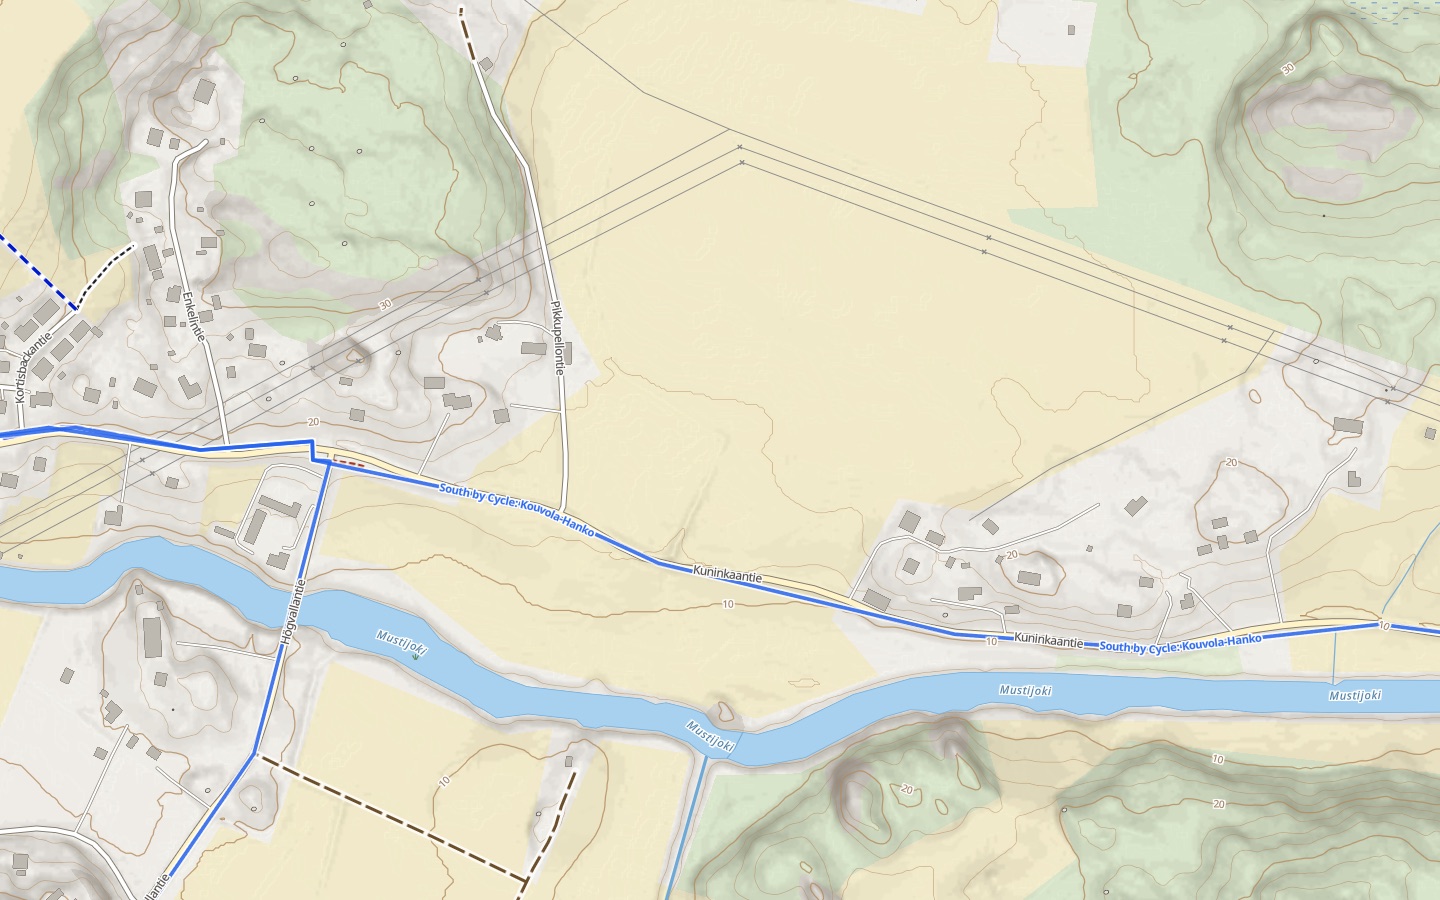 30
30
Enkelintie
Pikkupellontie
Kortisbackantie
20
20
South by Cycle: Kouvola-Hanko
20
Kuninkaantie
10
Högvallantie
10
Kuninkaantie
South by Cycle: Kouvola-Hanko
10
Mustijoki
Mustijoki
Mustijoki
Mustijoki
10
10
20
20
llantie